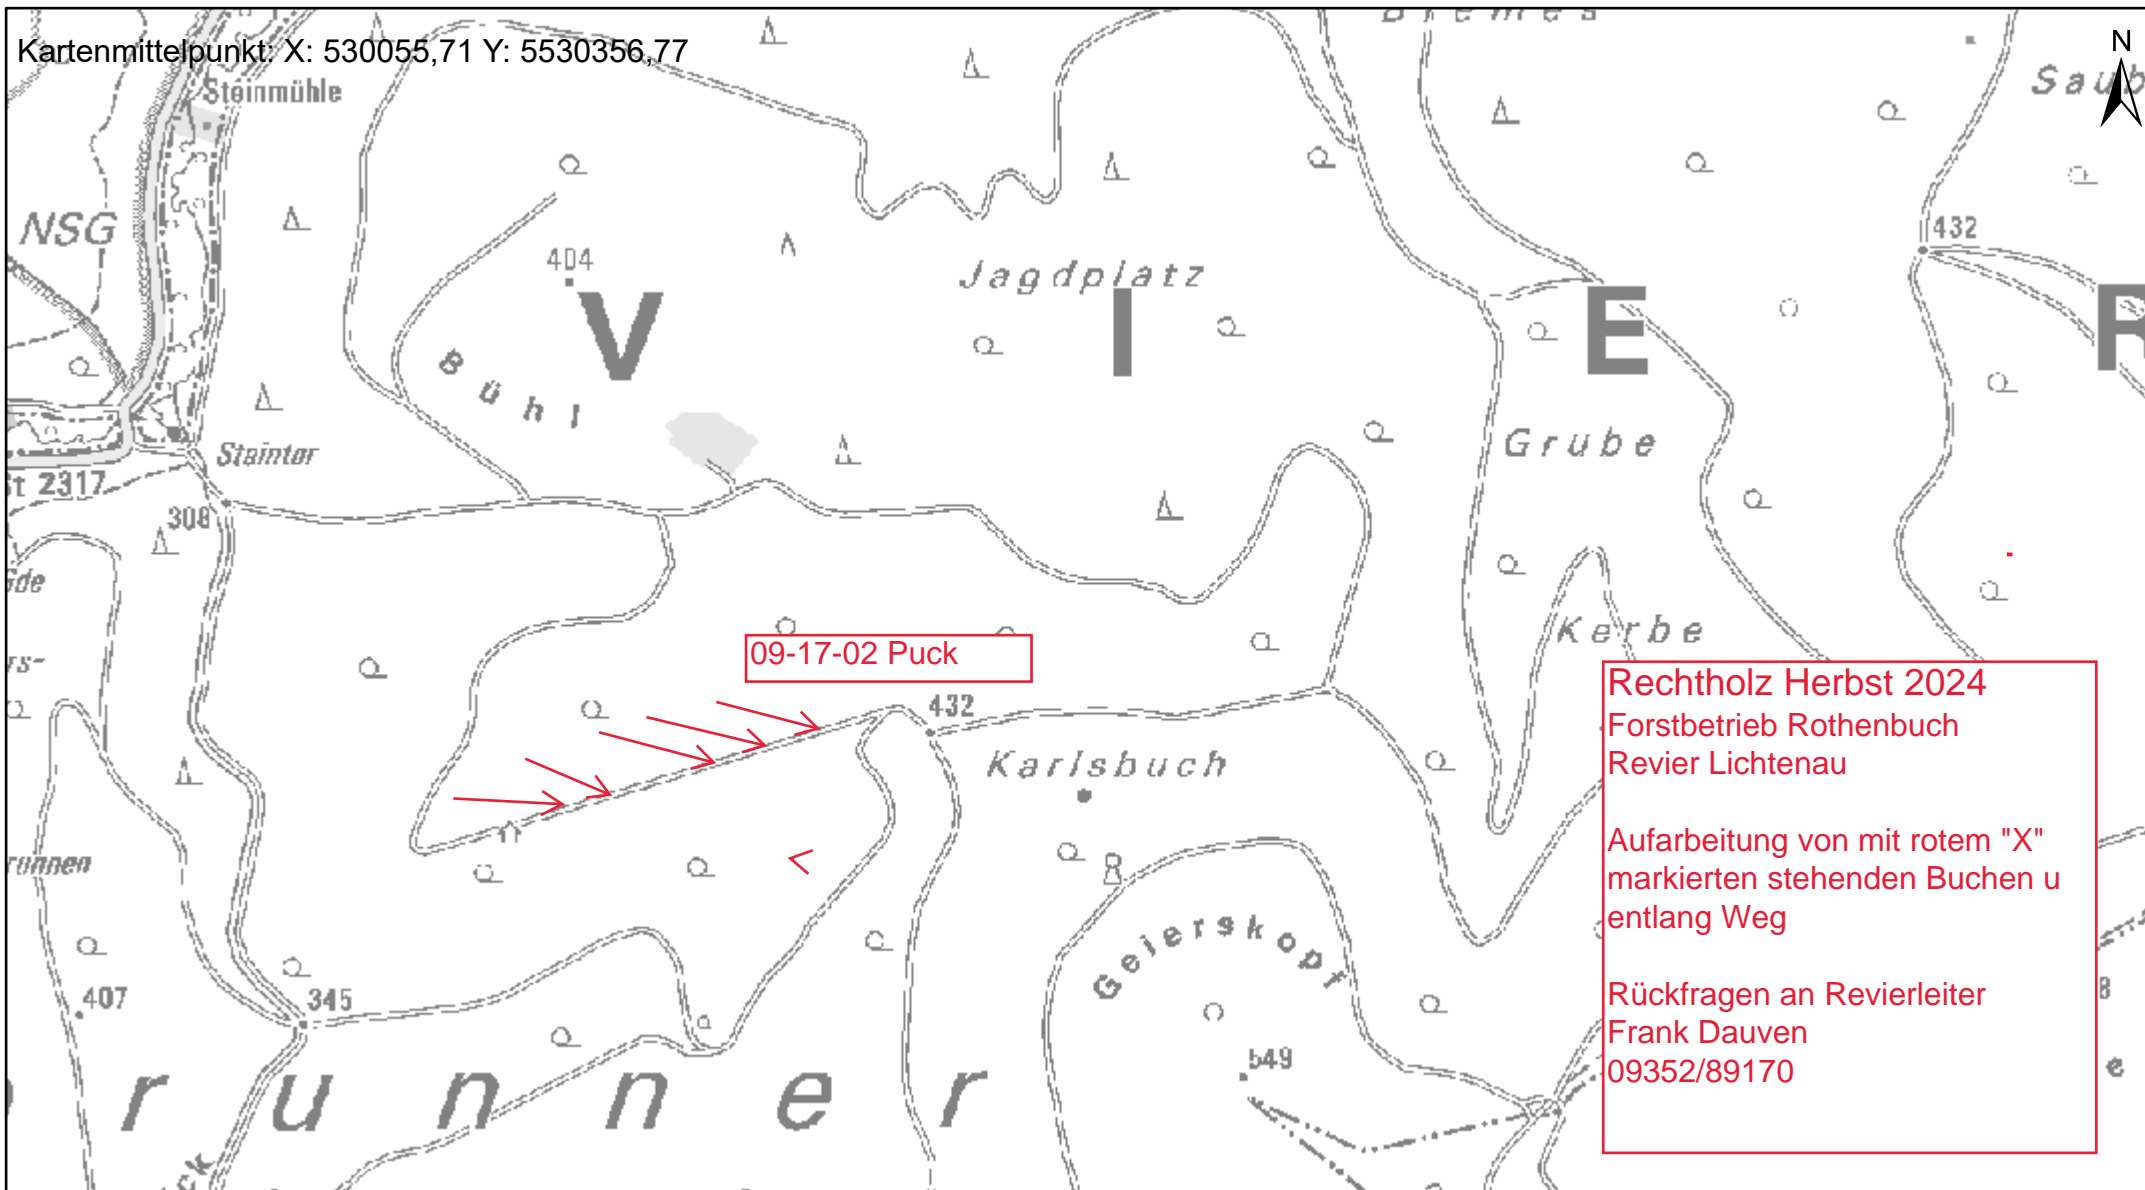 Kartenmittelpunkt: X: 530055,71 Y: 5530356,77
N
Steinmühle
NSG
432
404
Jagdplatz
V I E R
Bühl
Grube
Steintor
St 2317
308
Kerbe
09-17-02 Puck
432
Karlsbuch
Rechtholz Herbst 2024
Forstbetrieb Rothenbuch
Revier Lichtenau
Aufarbeitung von mit rotem "X"
markierten stehenden Buchen u
entlang Weg
Rückfragen an Revierleiter
Frank Dauven
09352/89170
Geierskopf
407
345
549
runner